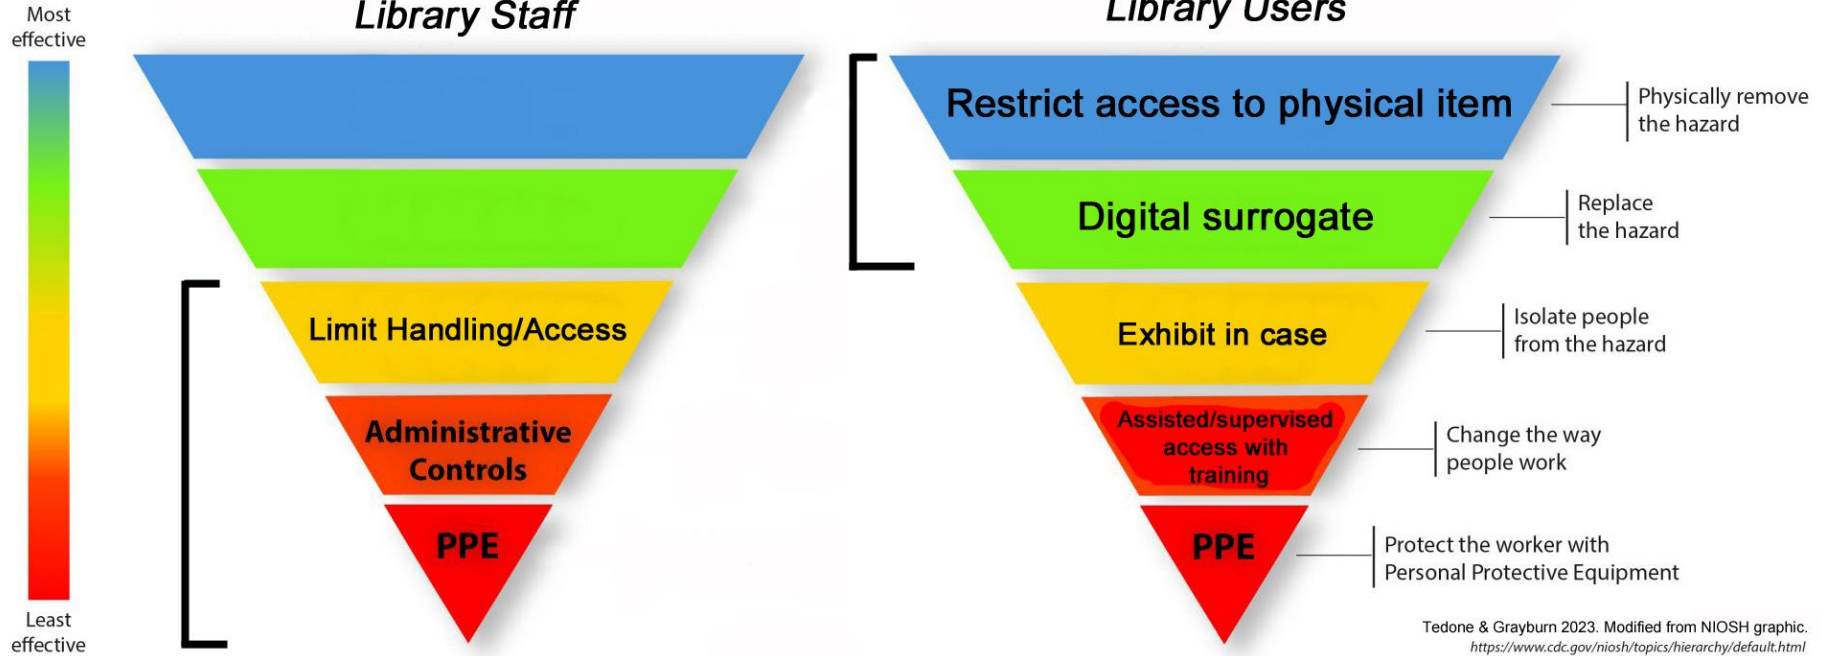 Most
effective
Library Staff
Library Users
Restrict access to physical item
Physically remove
the hazard
Digital surrogate
Replace
the hazard
Limit Handling/Access
Exhibit in case
Isolate people
from the hazard
Administrative
Controls
Assisted/supervised
access with
training
Change the way
people work
PPE
PPE
Protect the worker with
Personal Protective Equipment
Least
effective
Tedone & Grayburn 2023. Modified from NIOSH graphic.
https://www.cdc.gov/niosh/topics/hierarchy/default.html